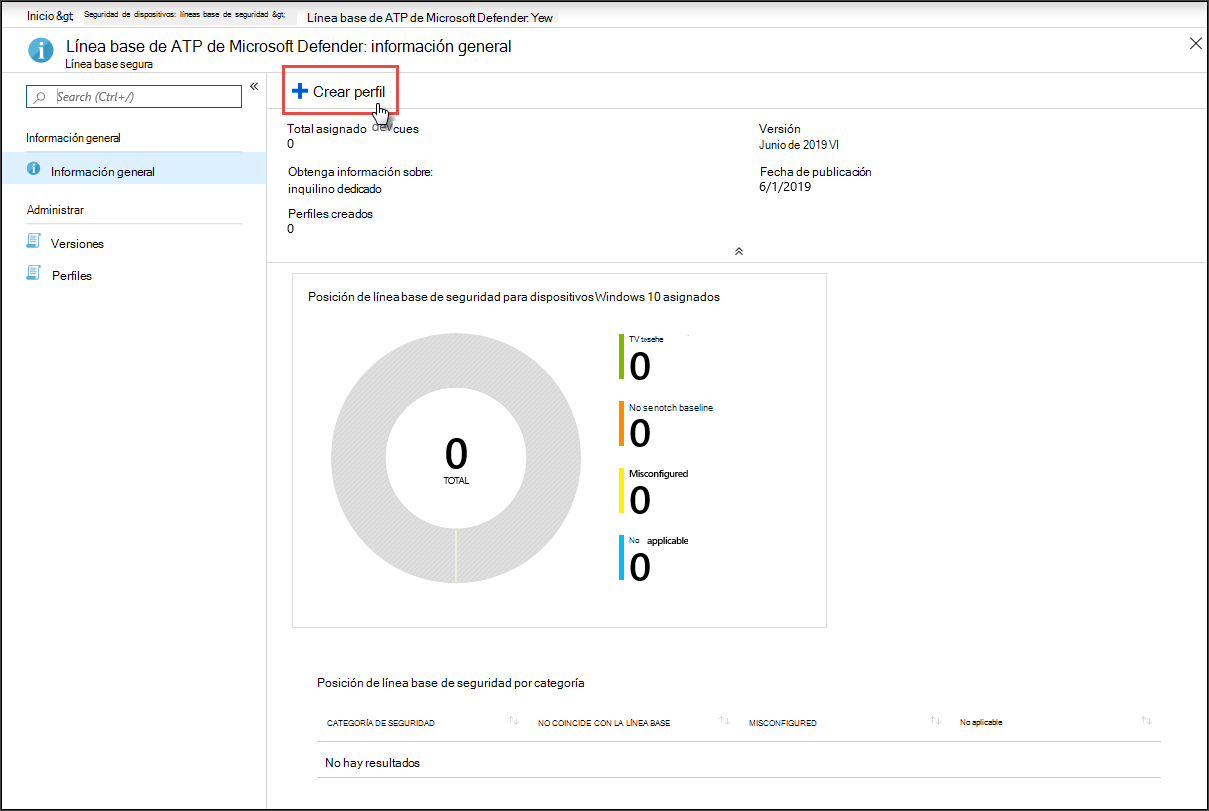 Inicio &gt; Seguridad de dispositivos: líneas base de seguridad &gt; Línea base de ATP de Microsoft Defender: Yew
Línea base de ATP de Microsoft Defender: información general
Línea base segura
Search (Ctrl+/)
Información general
Información general
Administrar
Versiones
Perfiles
Crear perfil
Total asignado devcues
0
Versión
Junio de 2019 VI
Obtenga información sobre:
inquilino dedicado
Fecha de publicación
6/1/2019
Perfiles creados
0
Posición de línea base de seguridad para dispositivos Windows 10 asignados
0
TOTAL
TV
0
No se notch baseline
0
Misconfigured
0
No applicable
0
Posición de línea base de seguridad por categoría
CATEGORÍA DE SEGURIDAD NO COINCIDE CON LA LÍNEA BASE MISCONFIGURED No aplicable
No hay resultados